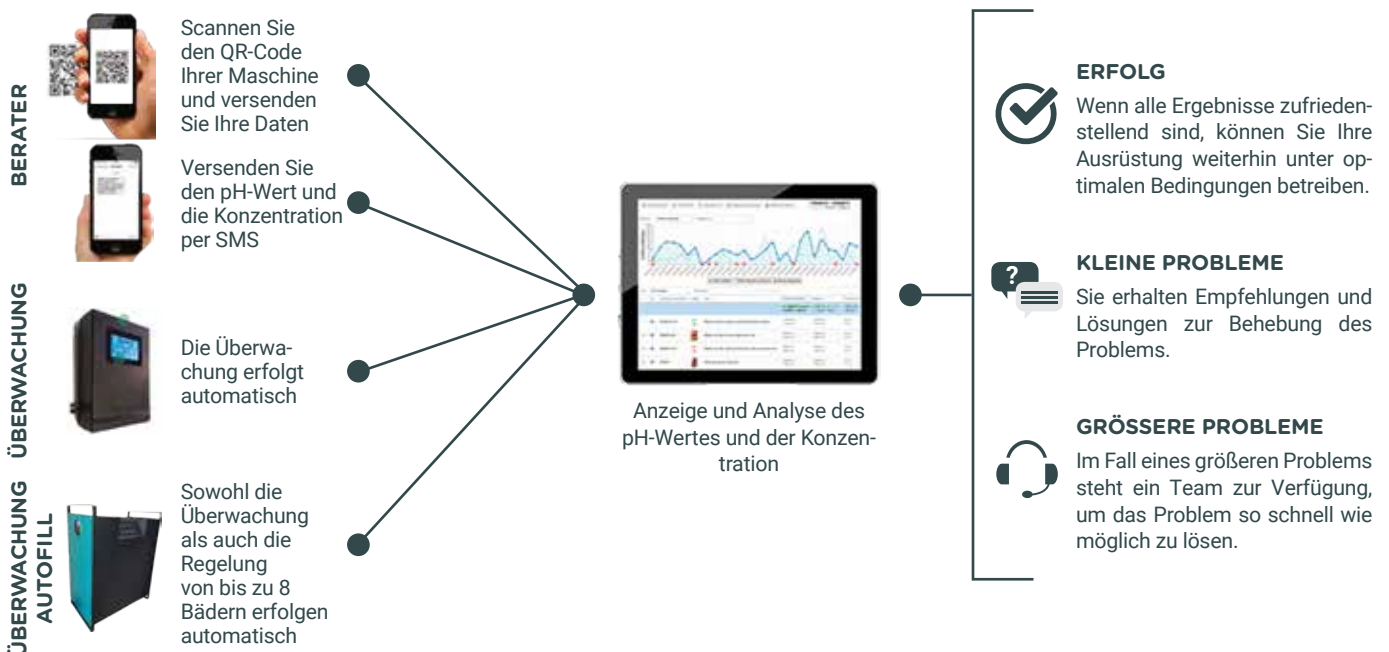 BERATER
Scannen Sie
den QR-Code
Ihrer Maschine
und versenden
Sie Ihre Daten
Versenden Sie
den pH-Wert und
die Konzentration
per SMS
ÜBERWACHUNG
Die Überwa-
chung erfolgt
automatisch
ÜBERWACHUNG
AUTOFILL
Sowohl die
Überwachung
als auch die
Regelung
von bis zu 8
Bädern erfolgen
automatisch
Anzeige und Analyse des
pH-Wertes und der Konzen-
tration
ERFOLG
Wenn alle Ergebnisse zufrieden-
stellend sind, können Sie Ihre
Ausrüstung weiterhin unter op-
timalen Bedingungen betreiben.
?
KLEINE PROBLEME
Sie erhalten Empfehlungen und
Lösungen zur Behebung des
Problems.
GRÖSSERE PROBLEME
Im Fall eines größeren Problems
steht ein Team zur Verfügung,
um das Problem so schnell wie
möglich zu lösen.